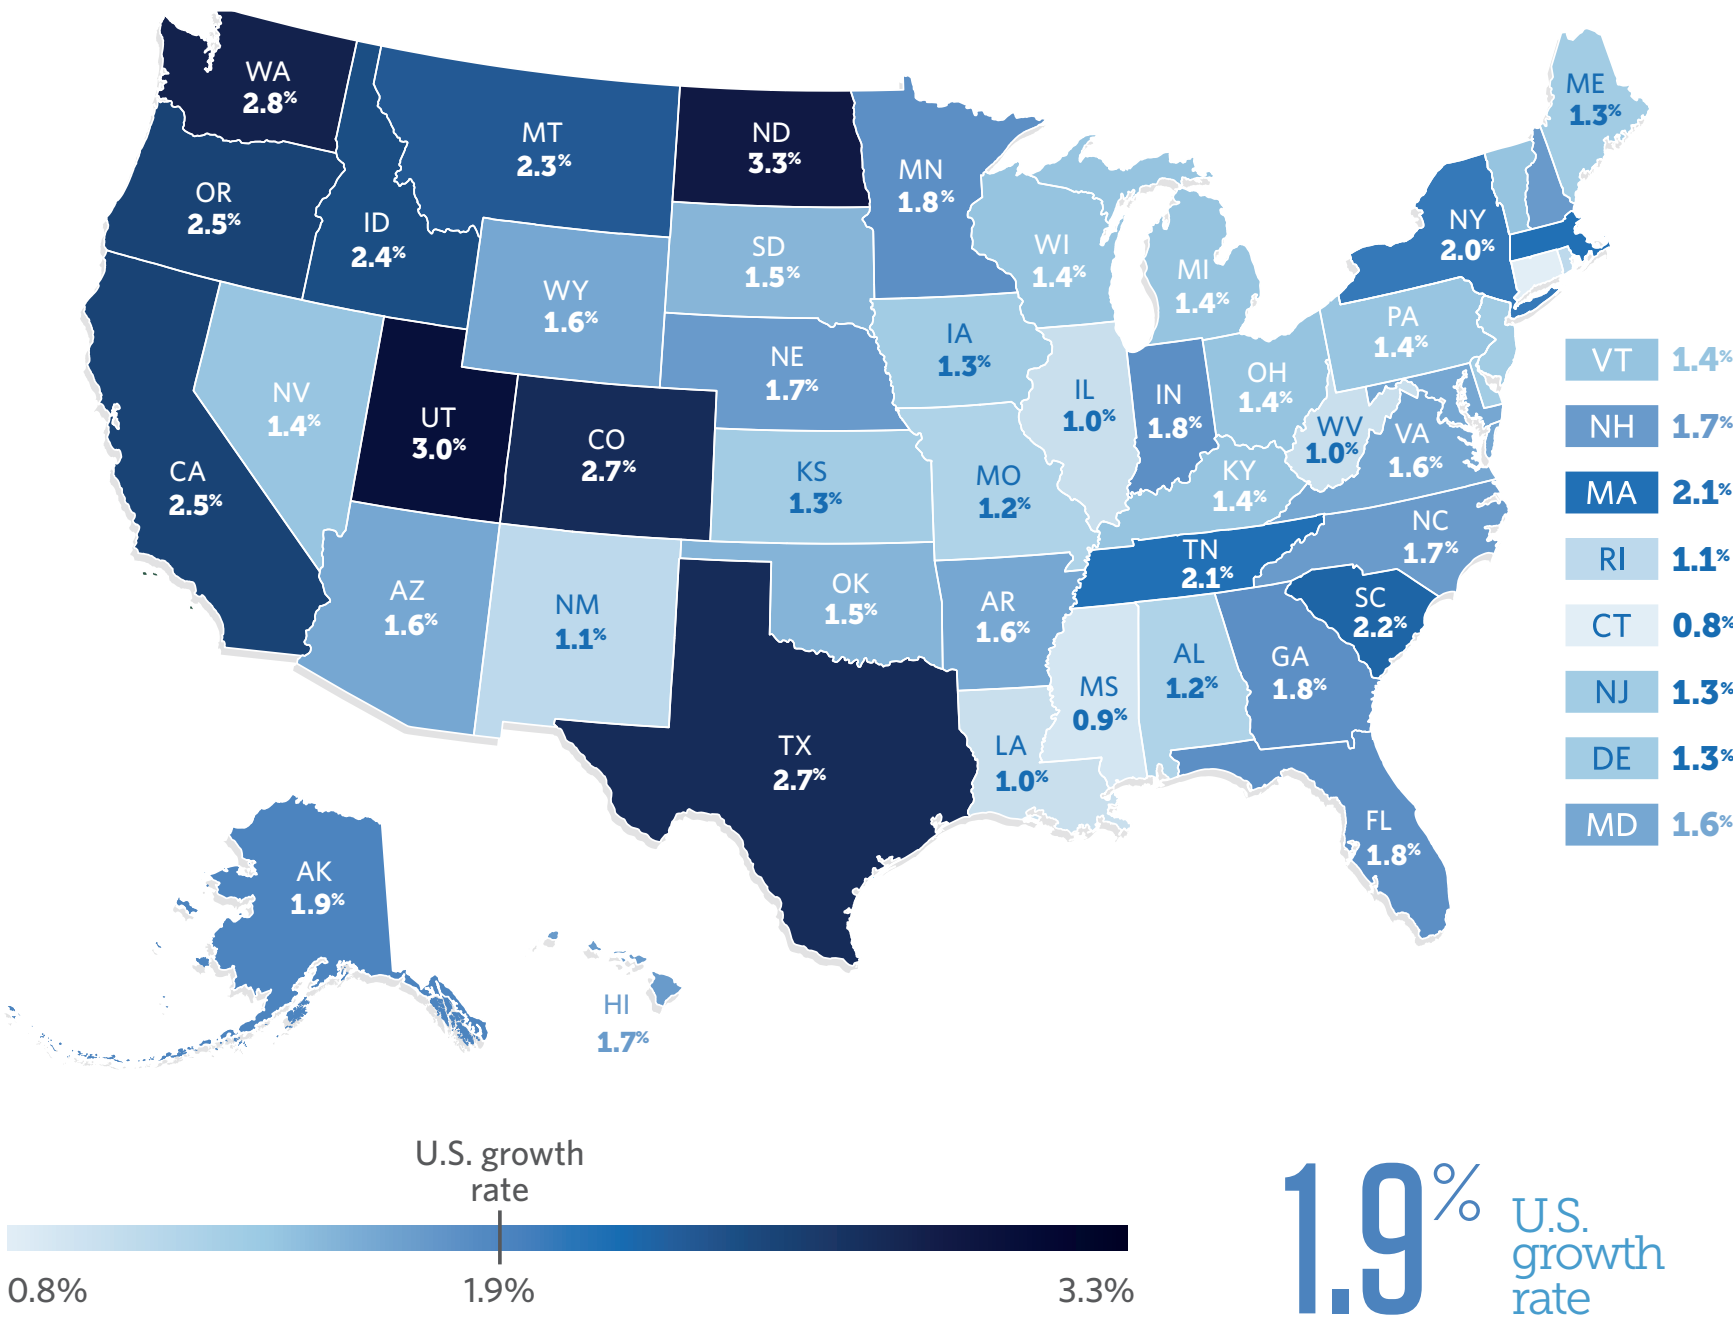 WA
2.8%
MT
2.3%
ND
3.3%
MN
1.8%
ME
1.3%
OR
2.5%
ID
2.4%
SD
1.5%
WI
1.4%
MI
1.4%
NY
2.0%
WY
1.6%
IA
1.3%
PA
1.4%
NE
1.7%
NV
1.4%
UT
3.0%
CO
2.7%
IL
1.0%
IN
1.8%
OH
1.4%
WV
1.0%
VA
1.6%
CA
2.5%
KS
1.3%
MO
1.2%
KY
1.4%
NC
1.7%
TN
2.1%
AZ
1.6%
NM
1.1%
OK
1.5%
AR
1.6%
SC
2.2%
MS
0.9%
AL
1.2%
GA
1.8%
TX
2.7%
LA
1.0%
FL
1.8%
AK
1.9%
HI
1.7%
VT 1.4%
NH 1.7%
MA 2.1%
RI 1.1%
CT 0.8%
NJ 1.3%
DE 1.3%
MD 1.6%
U.S. growth
rate
0.8% 1.9% 3.3%
1.9%
U.S.
growth
rate